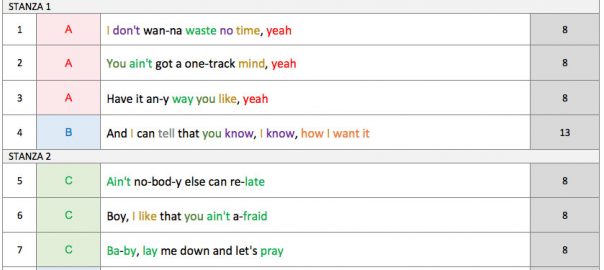 STANZA 1
1 A I don't wan-na waste no time, yeah 8
2 A You ain't got a one-track mind, yeah 8
3 A Have it an-y way you like, yeah 8
4 B And I can tell that you know, I know, how I want it 13
STANZA 2
5 C Ain't no-bod-y else can re-late 8
6 C Boy, I like that you ain't a-fraid 8
7 C Ba-by, lay me down and let's pray 8